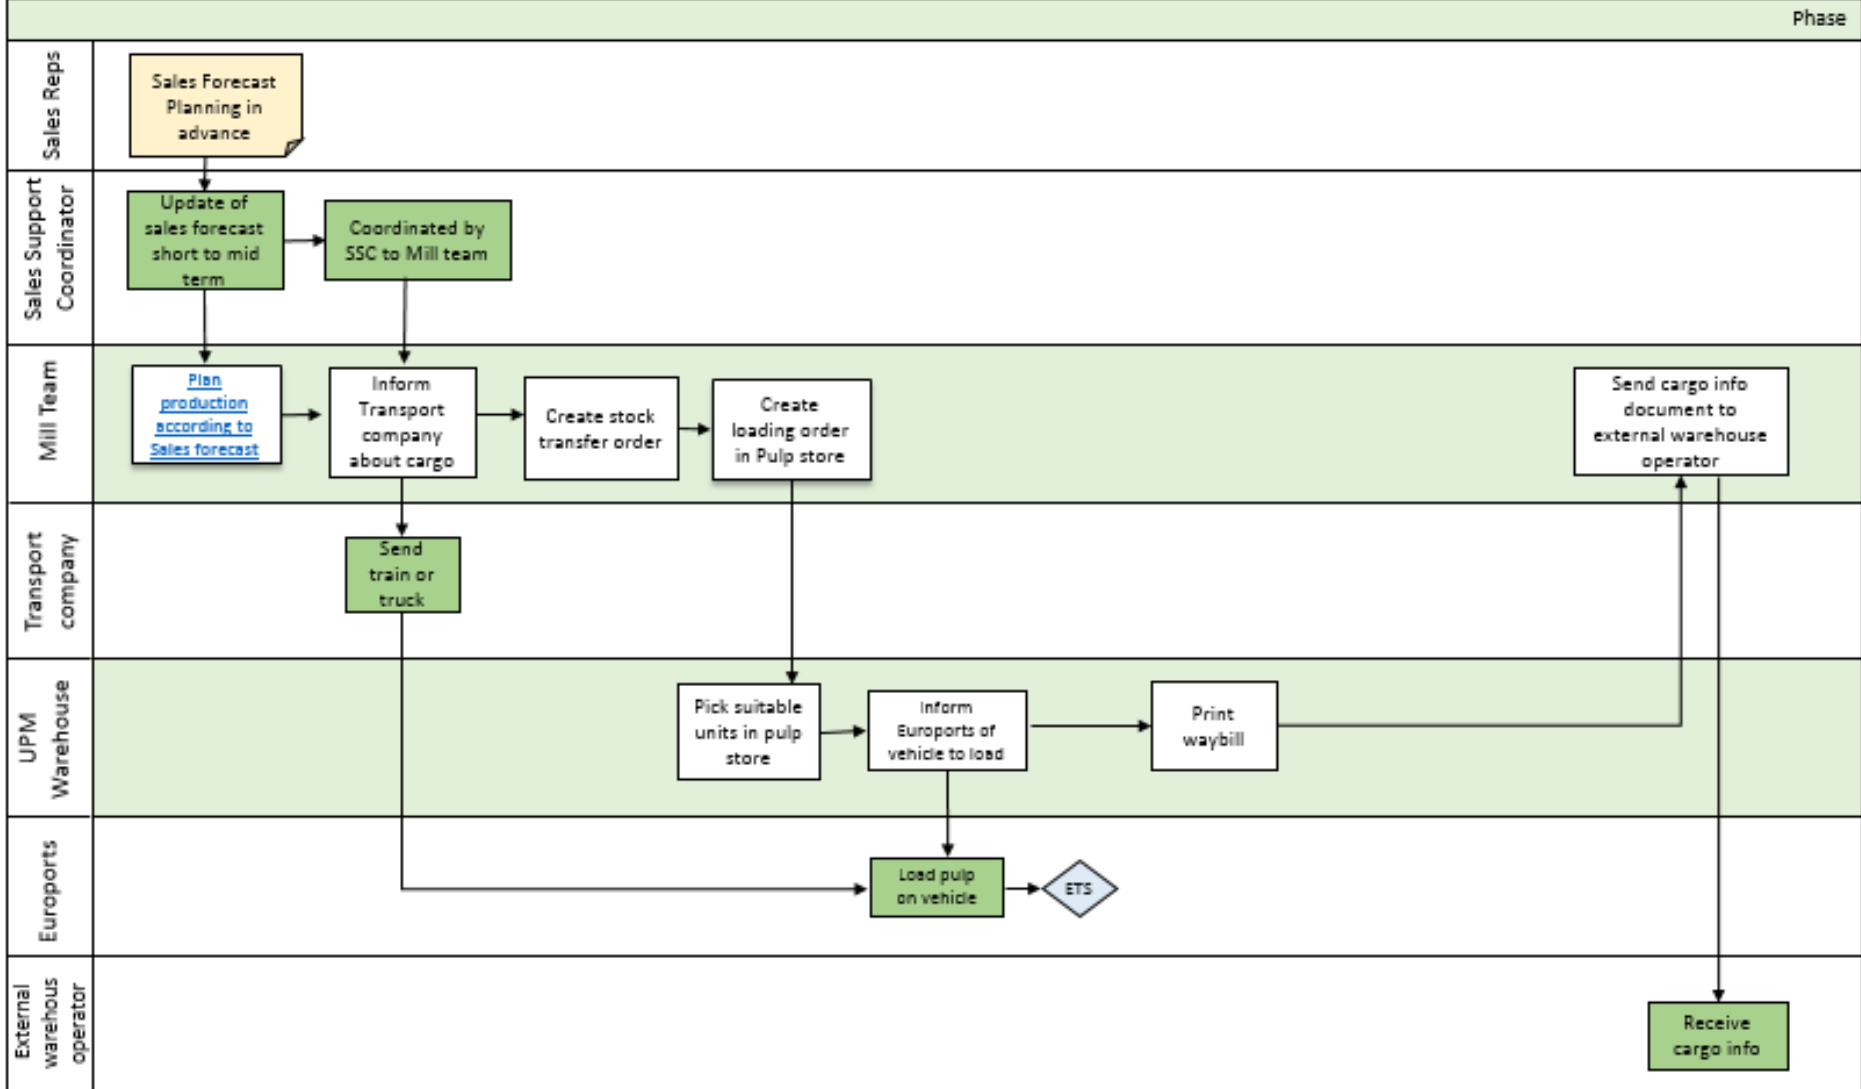 Phase
Sales Reps
Sales Forecast
Planning in
advance
Sales Support
Coordinator
Update of
sales forecast
short to mid
term
Coordinated by
SSC to Mill team
Mill Team
Plan
production
according to
Sales forecast
Inform
Transport
company
about cargo
Create stock
transfer order
Create
loading order
in Pulp store
Send cargo info
document to
external warehouse
operator
Transport
company
Send
train or
truck
UPM
Warehouse
Pick suitable
units in pulp
store
Inform
Euroports of
vehicle to load
Print
waybill
Euroports
Load pulp
on vehicle
ETS
External
warehous
operator
Receive
cargo info